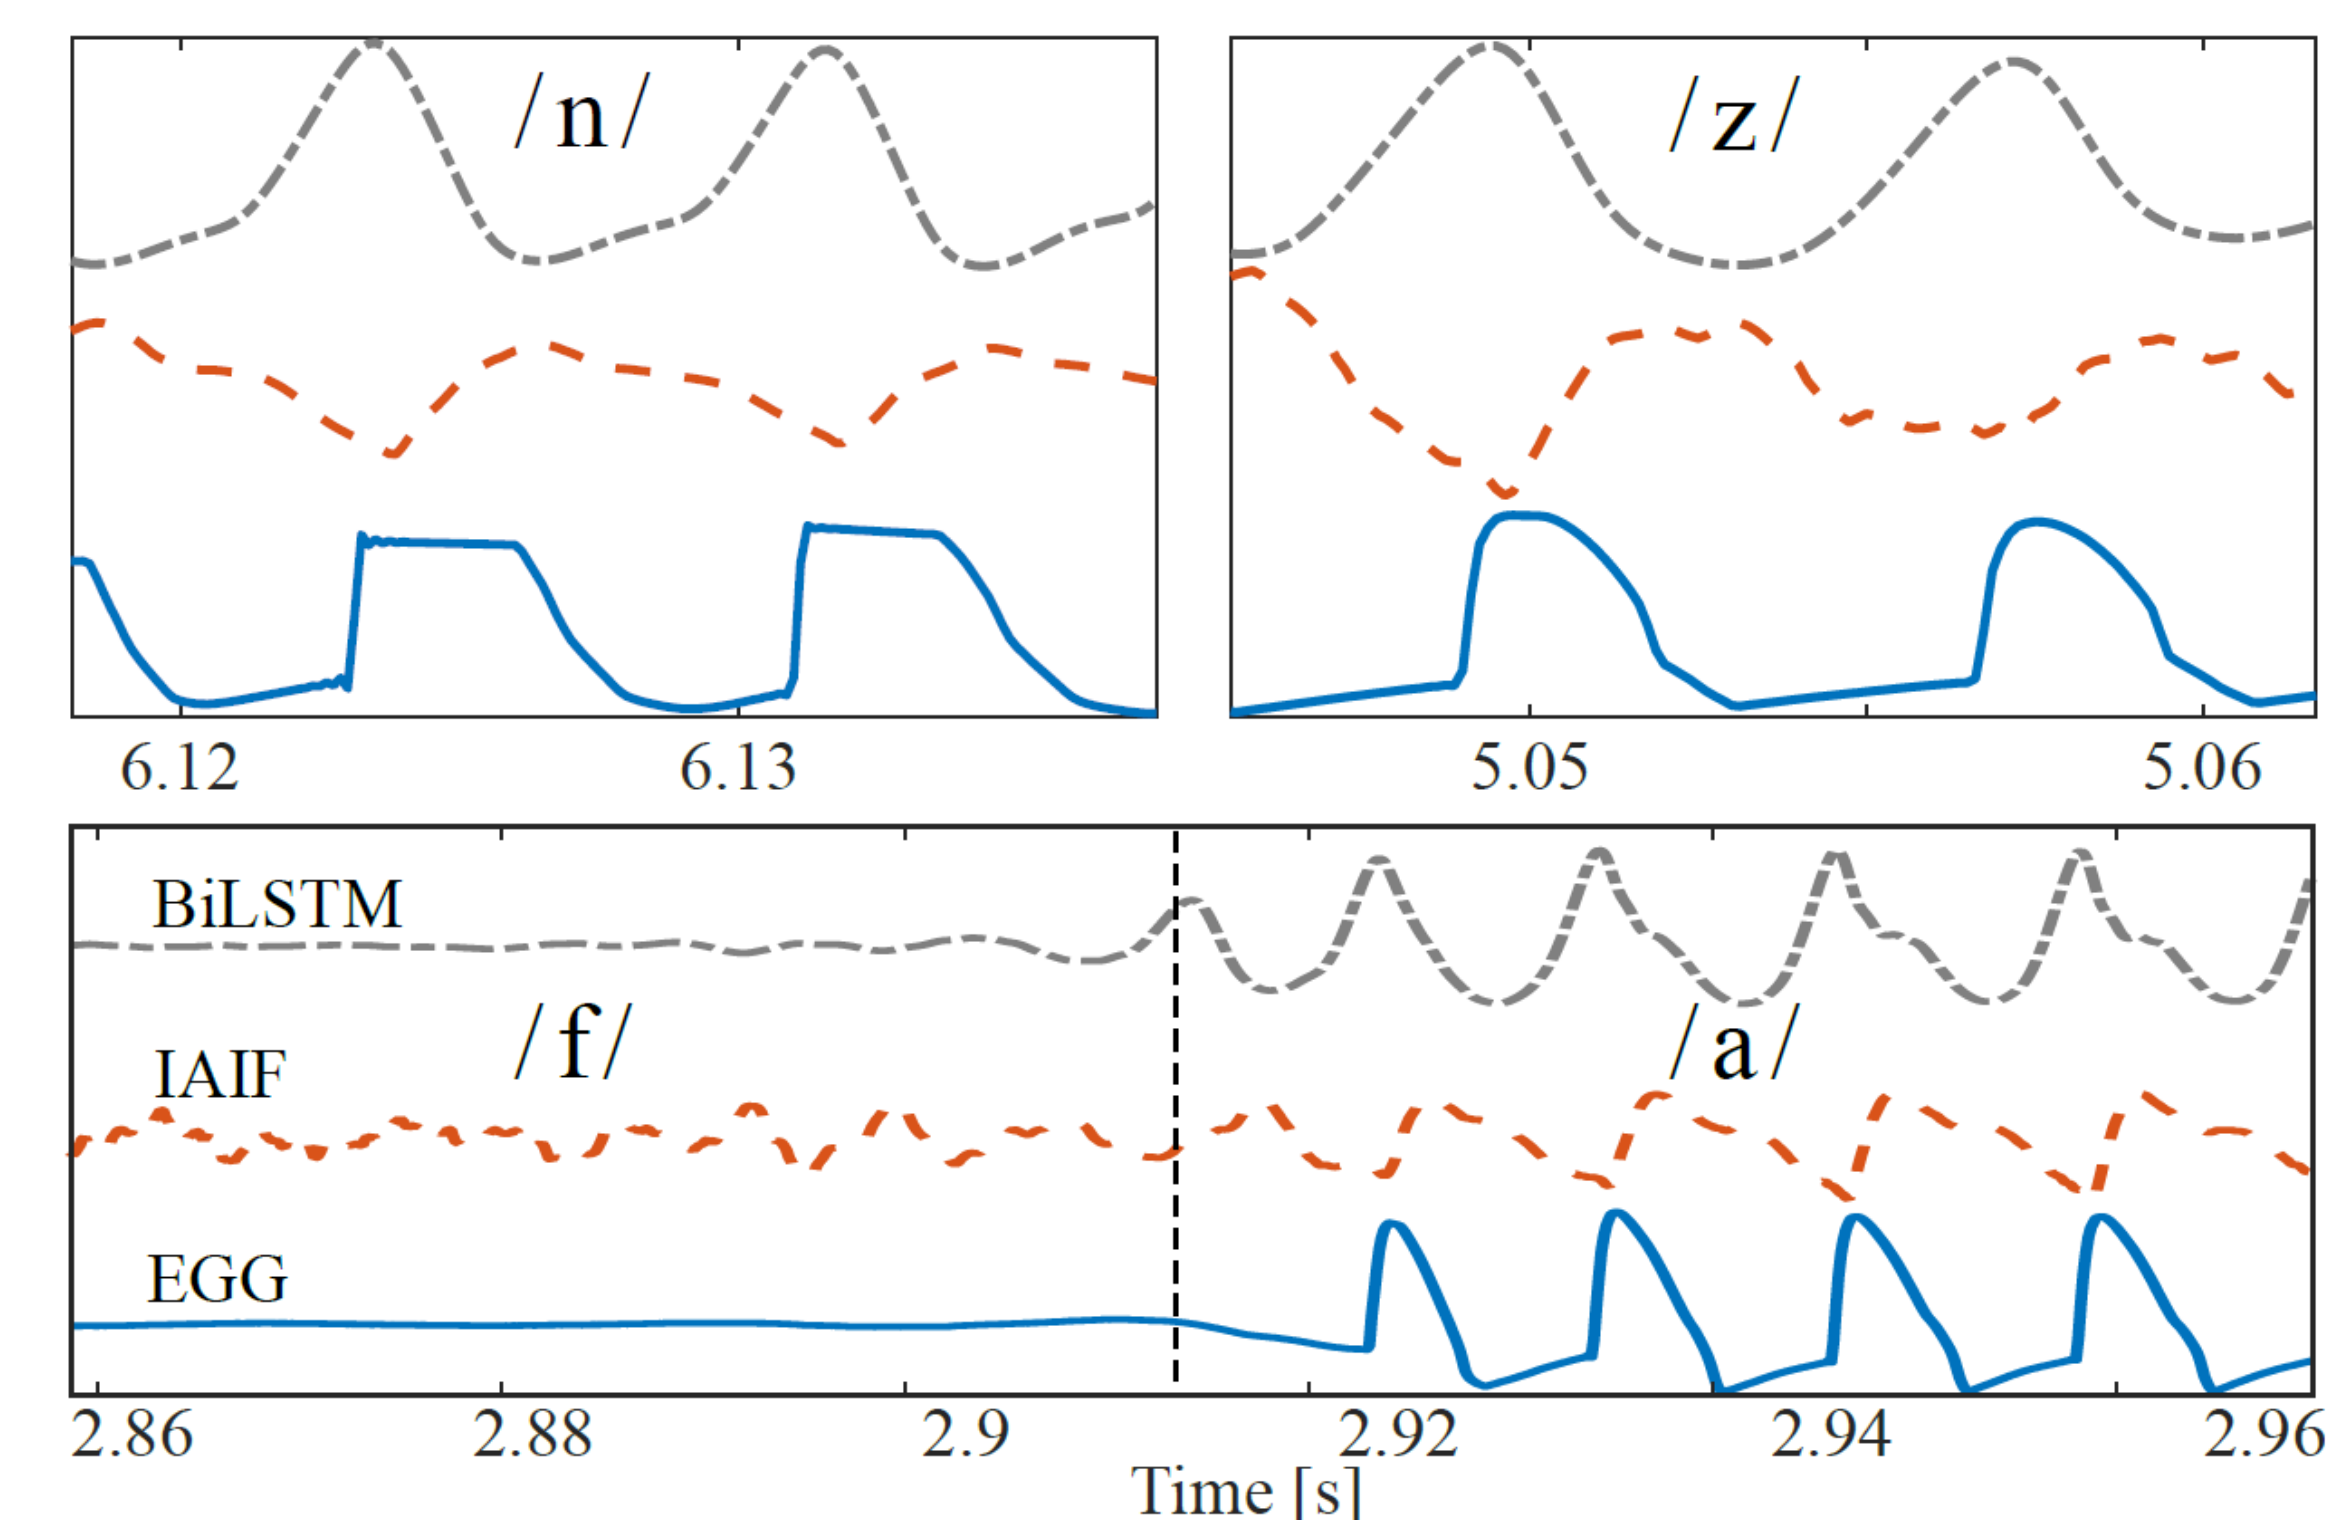 /n/
/z/
6.12 6.13
5.05 5.06
BiLSTM
/f/
/a/
IAIF
EGG
2.86 2.88 2.9 2.92 2.94 2.96
Time [s]